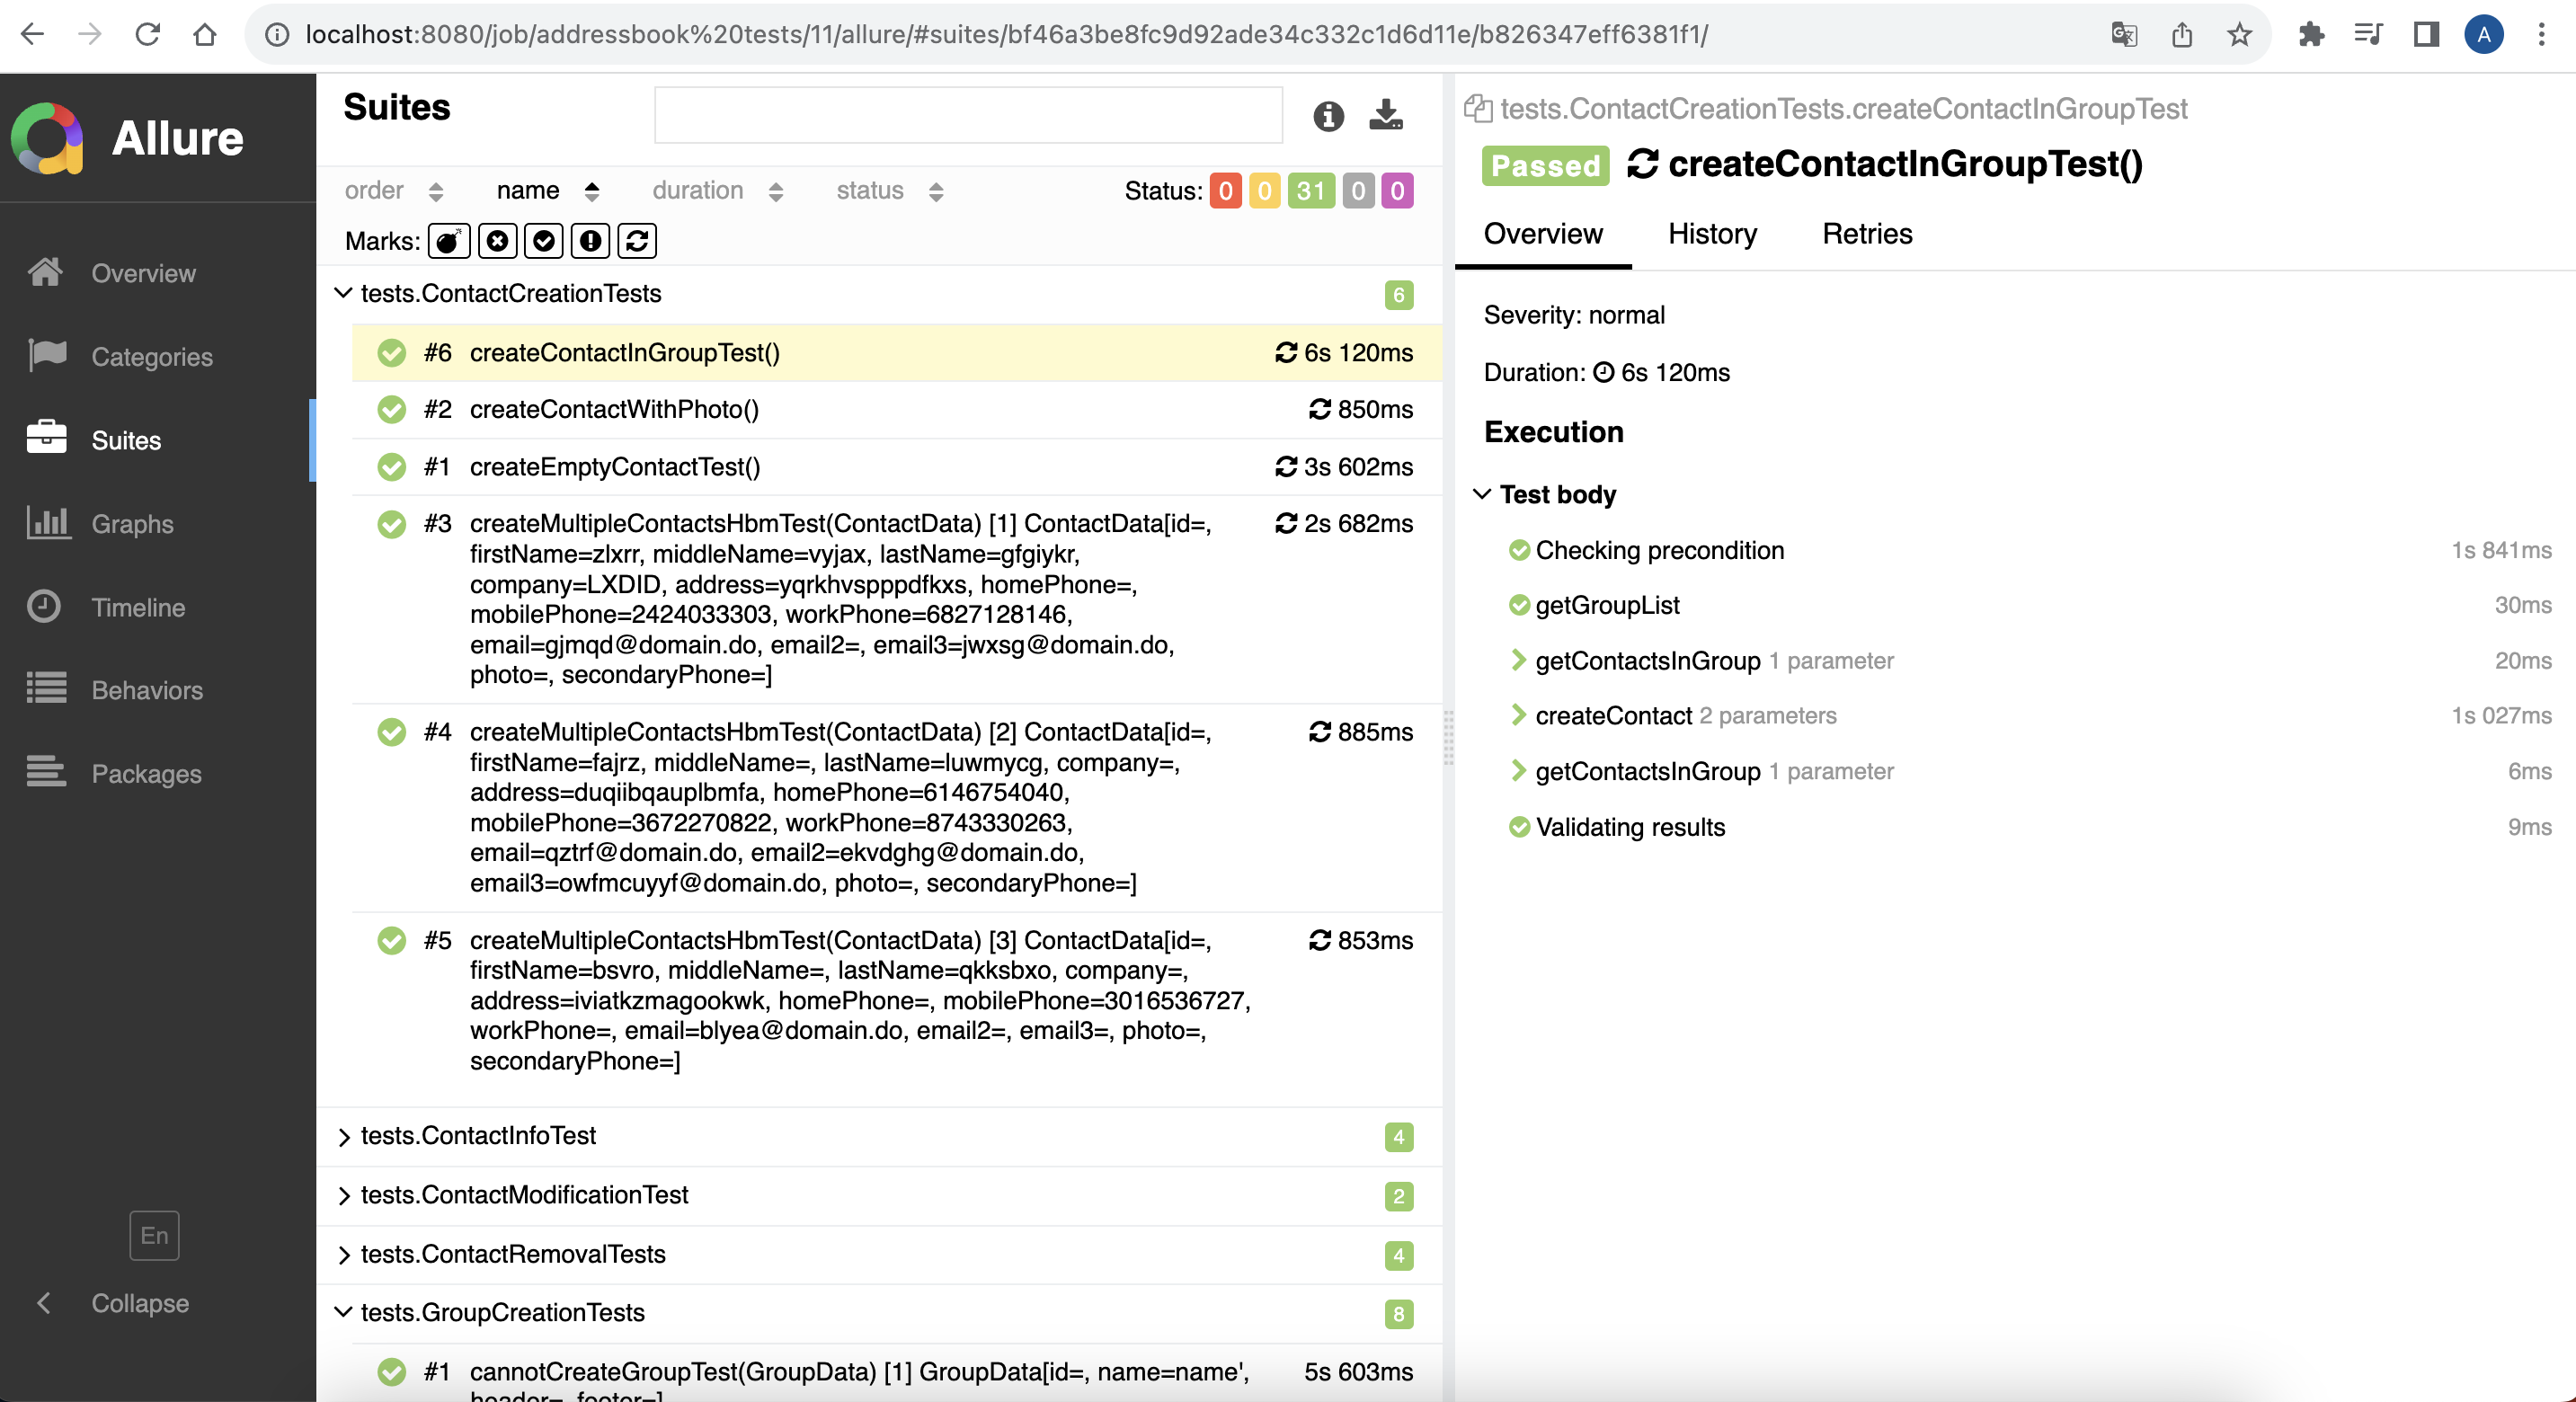 localhost:8080/job/addressbook%20tests/11/allure/#suites/bf46a3be8fc9d92ade34c332c1d6d11e/b826347eff6381f1/
A
Allure
Overview
Categories
Suites
Graphs
Timeline
Behaviors
Packages
En
Collapse
Suites
order name duration status Status: 0 0 31 0 0
Marks:
tests.ContactCreationTests 6
#6 createContactInGroupTest() 6s 120ms
#2 createContactWithPhoto() 850ms
#1 createEmptyContactTest() 3s 602ms
#3 createMultipleContactsHbmTest(ContactData) [1] ContactData[id=, 2s 682ms
firstName=zlxrr, middleName=vyjax, lastName=gfgiykr,
company=LXDID, address=yqrkhvspppdfkxs, homePhone=,
mobilePhone=2424033303, workPhone=6827128146,
email=gjmqd@domain.do, email2=, email3=jwxsg@domain.do,
photo=, secondaryPhone=]
#4 createMultipleContactsHbmTest(ContactData) [2] ContactData[id=, 885ms
firstName=fajrz, middleName=, lastName=luwmycg, company=,
address=duqiibqauplbmfa, homePhone=6146754040,
mobilePhone=3672270822, workPhone=8743330263,
email=qztrf@domain.do, email2=ekvdghg@domain.do,
email3=owfmcuyyf@domain.do, photo=, secondaryPhone=]
#5 createMultipleContactsHbmTest(ContactData) [3] ContactData[id=, 853ms
firstName=bsvro, middleName=, lastName=qkksbxo, company=,
address=iviatkzmagookwk, homePhone=, mobilePhone=3016536727,
workPhone=, email=blyea@domain.do, email2=, email3=, photo=,
secondaryPhone=]
tests.ContactInfoTest 4
tests.ContactModificationTest 2
tests.ContactRemovalTests 4
tests.GroupCreationTests 8
#1 cannotCreateGroupTest(GroupData) [1] GroupData[id=, name=name', 5s 603ms
header=, footer=]
tests.ContactCreationTests.createContactInGroupTest
Passed createContactInGroupTest()
Overview History Retries
Severity: normal
Duration: 6s 120ms
Execution
Test body
Checking precondition 1s 841ms
getGroupList 30ms
getContactsInGroup 1 parameter 20ms
createContact 2 parameters 1s 027ms
getContactsInGroup 1 parameter 6ms
Validating results 9ms